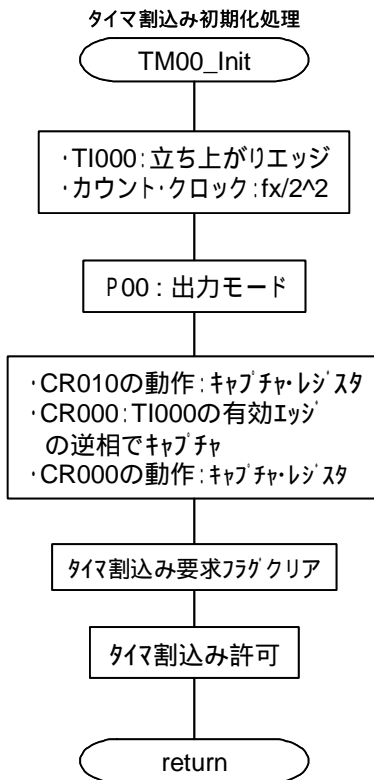 タイマ割込み初期化処理
TM00_Init
・TI000:立ち上がりエッジ
・カウント・クロック:fx/2^2
P00:出力モード
・CR010の動作:ｷｬﾌﾟﾁｬ・ﾚｼﾞｽﾀ
・CR000:TI000の有効ｴｯｼﾞ
の逆相でｷｬﾌﾟﾁｬ
・CR000の動作:ｷｬﾌﾟﾁｬ・ﾚｼﾞｽﾀ
ﾀｲﾏ割込み要求ﾌﾗｸﾞｸﾘｱ
ﾀｲﾏ割込み許可
return